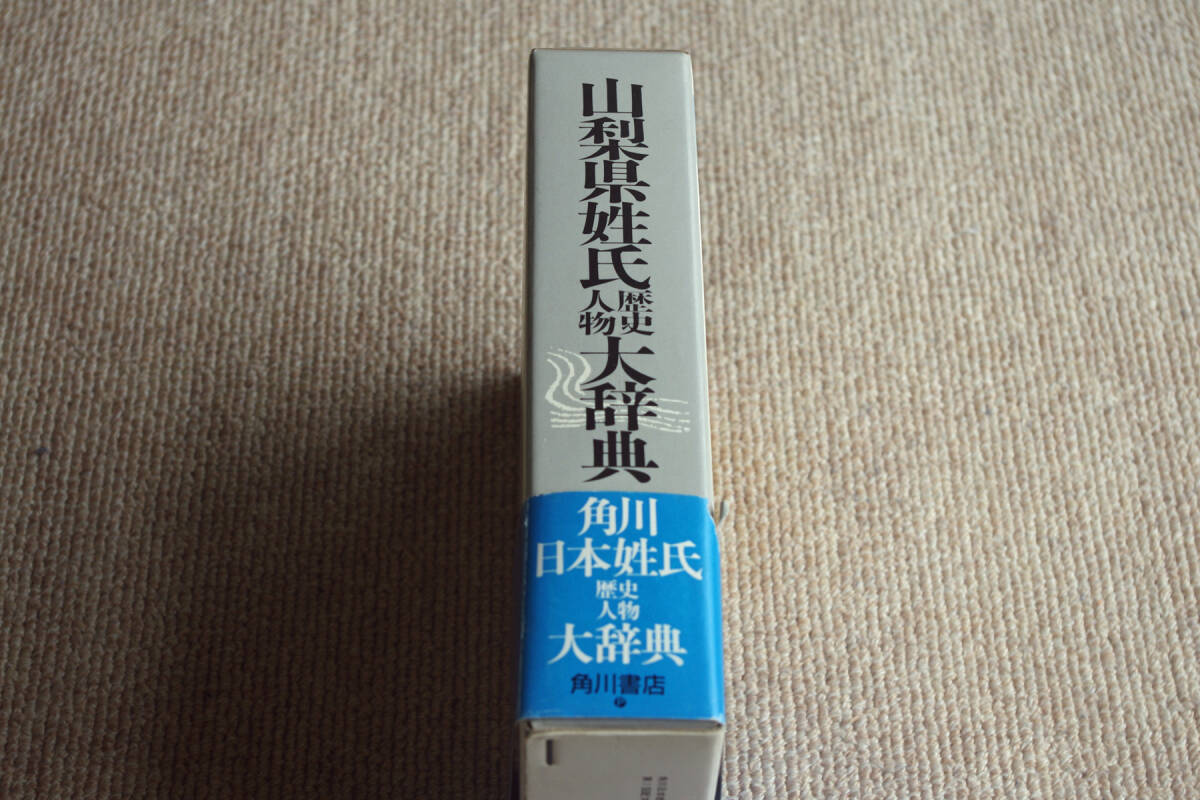 山梨県姓氏歴史人物大辞典
角川
日本姓氏
歴史
人物
大辞典
角川書店